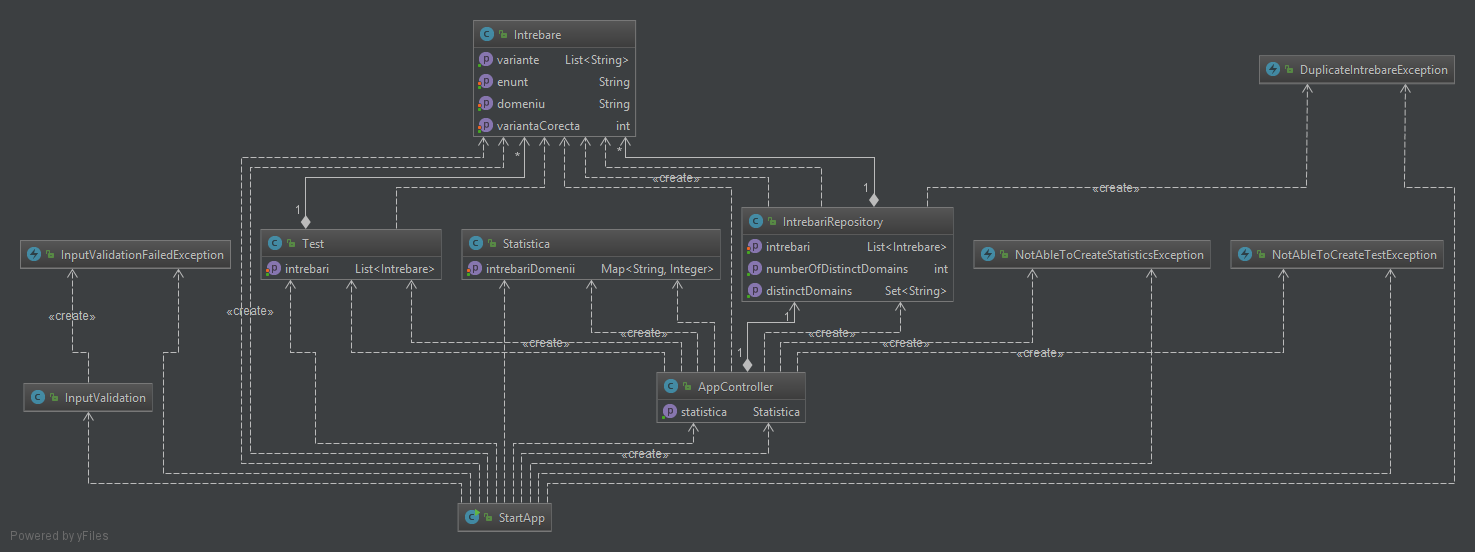 Intrebare
variante List<String>
enunt String
domeniu String
variantaCorecta int
DuplicateIntrebareException
*
*
«create»
«create»
1
1
IntrebariRepository
intrebari List<Intrebare>
numberOfDistinctDomains int
distinctDomains Set<String>
Test
intrebari List<Intrebare>
Statistica
intrebariDomenii Map<String, Integer>
InputValidationFailedException
NotAbleToCreateStatisticsException
NotAbleToCreateTestException
«create»
«create»
1
«create»
«create»
«create»
«create»
«create»
1
AppController
statistica Statistica
InputValidation
«create»
StartApp
Powered by yFiles